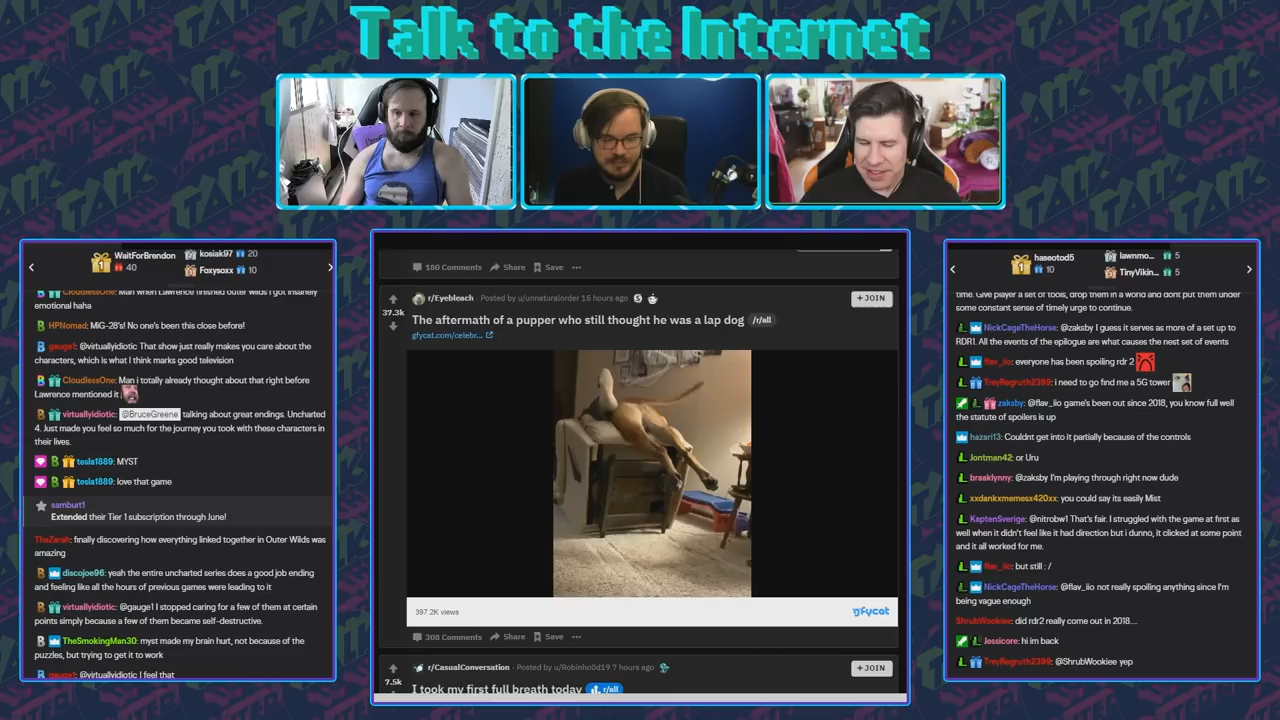 Talk to the Internet
WaitForBrendon
40
kosiak97 20
Foxysoxx 10
CloudlessOne: Man when Lawrence finished outer wilds I got insanely
emotional haha
HPNomad: MiG-28's! No one's been this close before!
gauge1: @virtuallyidiotic That show just really makes you care about the
characters, which is what I think marks good television
CloudlessOne: Man i totally already thought about that right before
Lawrence mentioned it
virtuallyidiotic: @BruceGreene talking about great endings. Uncharted
4. Just made you feel so much for the journey you took with these characters in
their lives.
tesla1889: MYST
tesla1889: love that game
samburt1
Extended their Tier 1 subscription through June!
TheZarah: finally discovering how everything linked together in Outer Wilds was
amazing
discojoe96: yeah the entire uncharted series does a good job ending
and feeling like all the hours of previous games were leading to it
virtuallyidiotic: @gauge1 I stopped caring for a few of them at certain
points simply because a few of them became self-destructive.
TheSmokingMan30: myst made my brain hurt, not because of the
puzzles, but trying to get it to work
gauge1: @virtuallyidiotic I feel that
180 Comments Share Save
r/Eyebleach · Posted by u/unnaturalorder 15 hours ago
+ JOIN
37.3k
The aftermath of a pupper who still thought he was a lap dog /r/all
gfycat.com/celebr...
397.2K views
gfycat
308 Comments Share Save
r/CasualConversation · Posted by u/Robinho0d19 7 hours ago
+ JOIN
7.5k
I took my first full breath today r/all
haseotod5
10
lawnmo... 5
TinyVikin... 5
time. Give player a set of tools, drop them in a world and dont put them under
some constant sense of timely urge to continue.
NickCageTheHorse: @zaksby I guess it serves as more of a set up to
RDR1. All the events of the epilogue are what causes the nest set of events
flav_iio: everyone has been spoiling rdr 2
TreyRegruth2399: i need to go find me a 5G tower
zaksby: @flav_iio game's been out since 2018, you know full well
the statute of spoilers is up
hazari13: Couldnt get into it partially because of the controls
Jontman42: or Uru
braaklynny: @zaksby I'm playing through right now dude
xxdankxmemesx420xx: you could say its easily Mist
KaptenSverige: @nitrobw1 That's fair. I struggled with the game at first as
well when it didn't feel like it had direction but i dunno, it clicked at some point
and it all worked for me.
flav_iio: but still :/
NickCageTheHorse: @flav_iio not really spoiling anything since I'm
being vague enough
ShrubWookiee: did rdr2 really come out in 2018....
Jessicore: hi im back
TreyRegruth2399: @ShrubWookiee yep